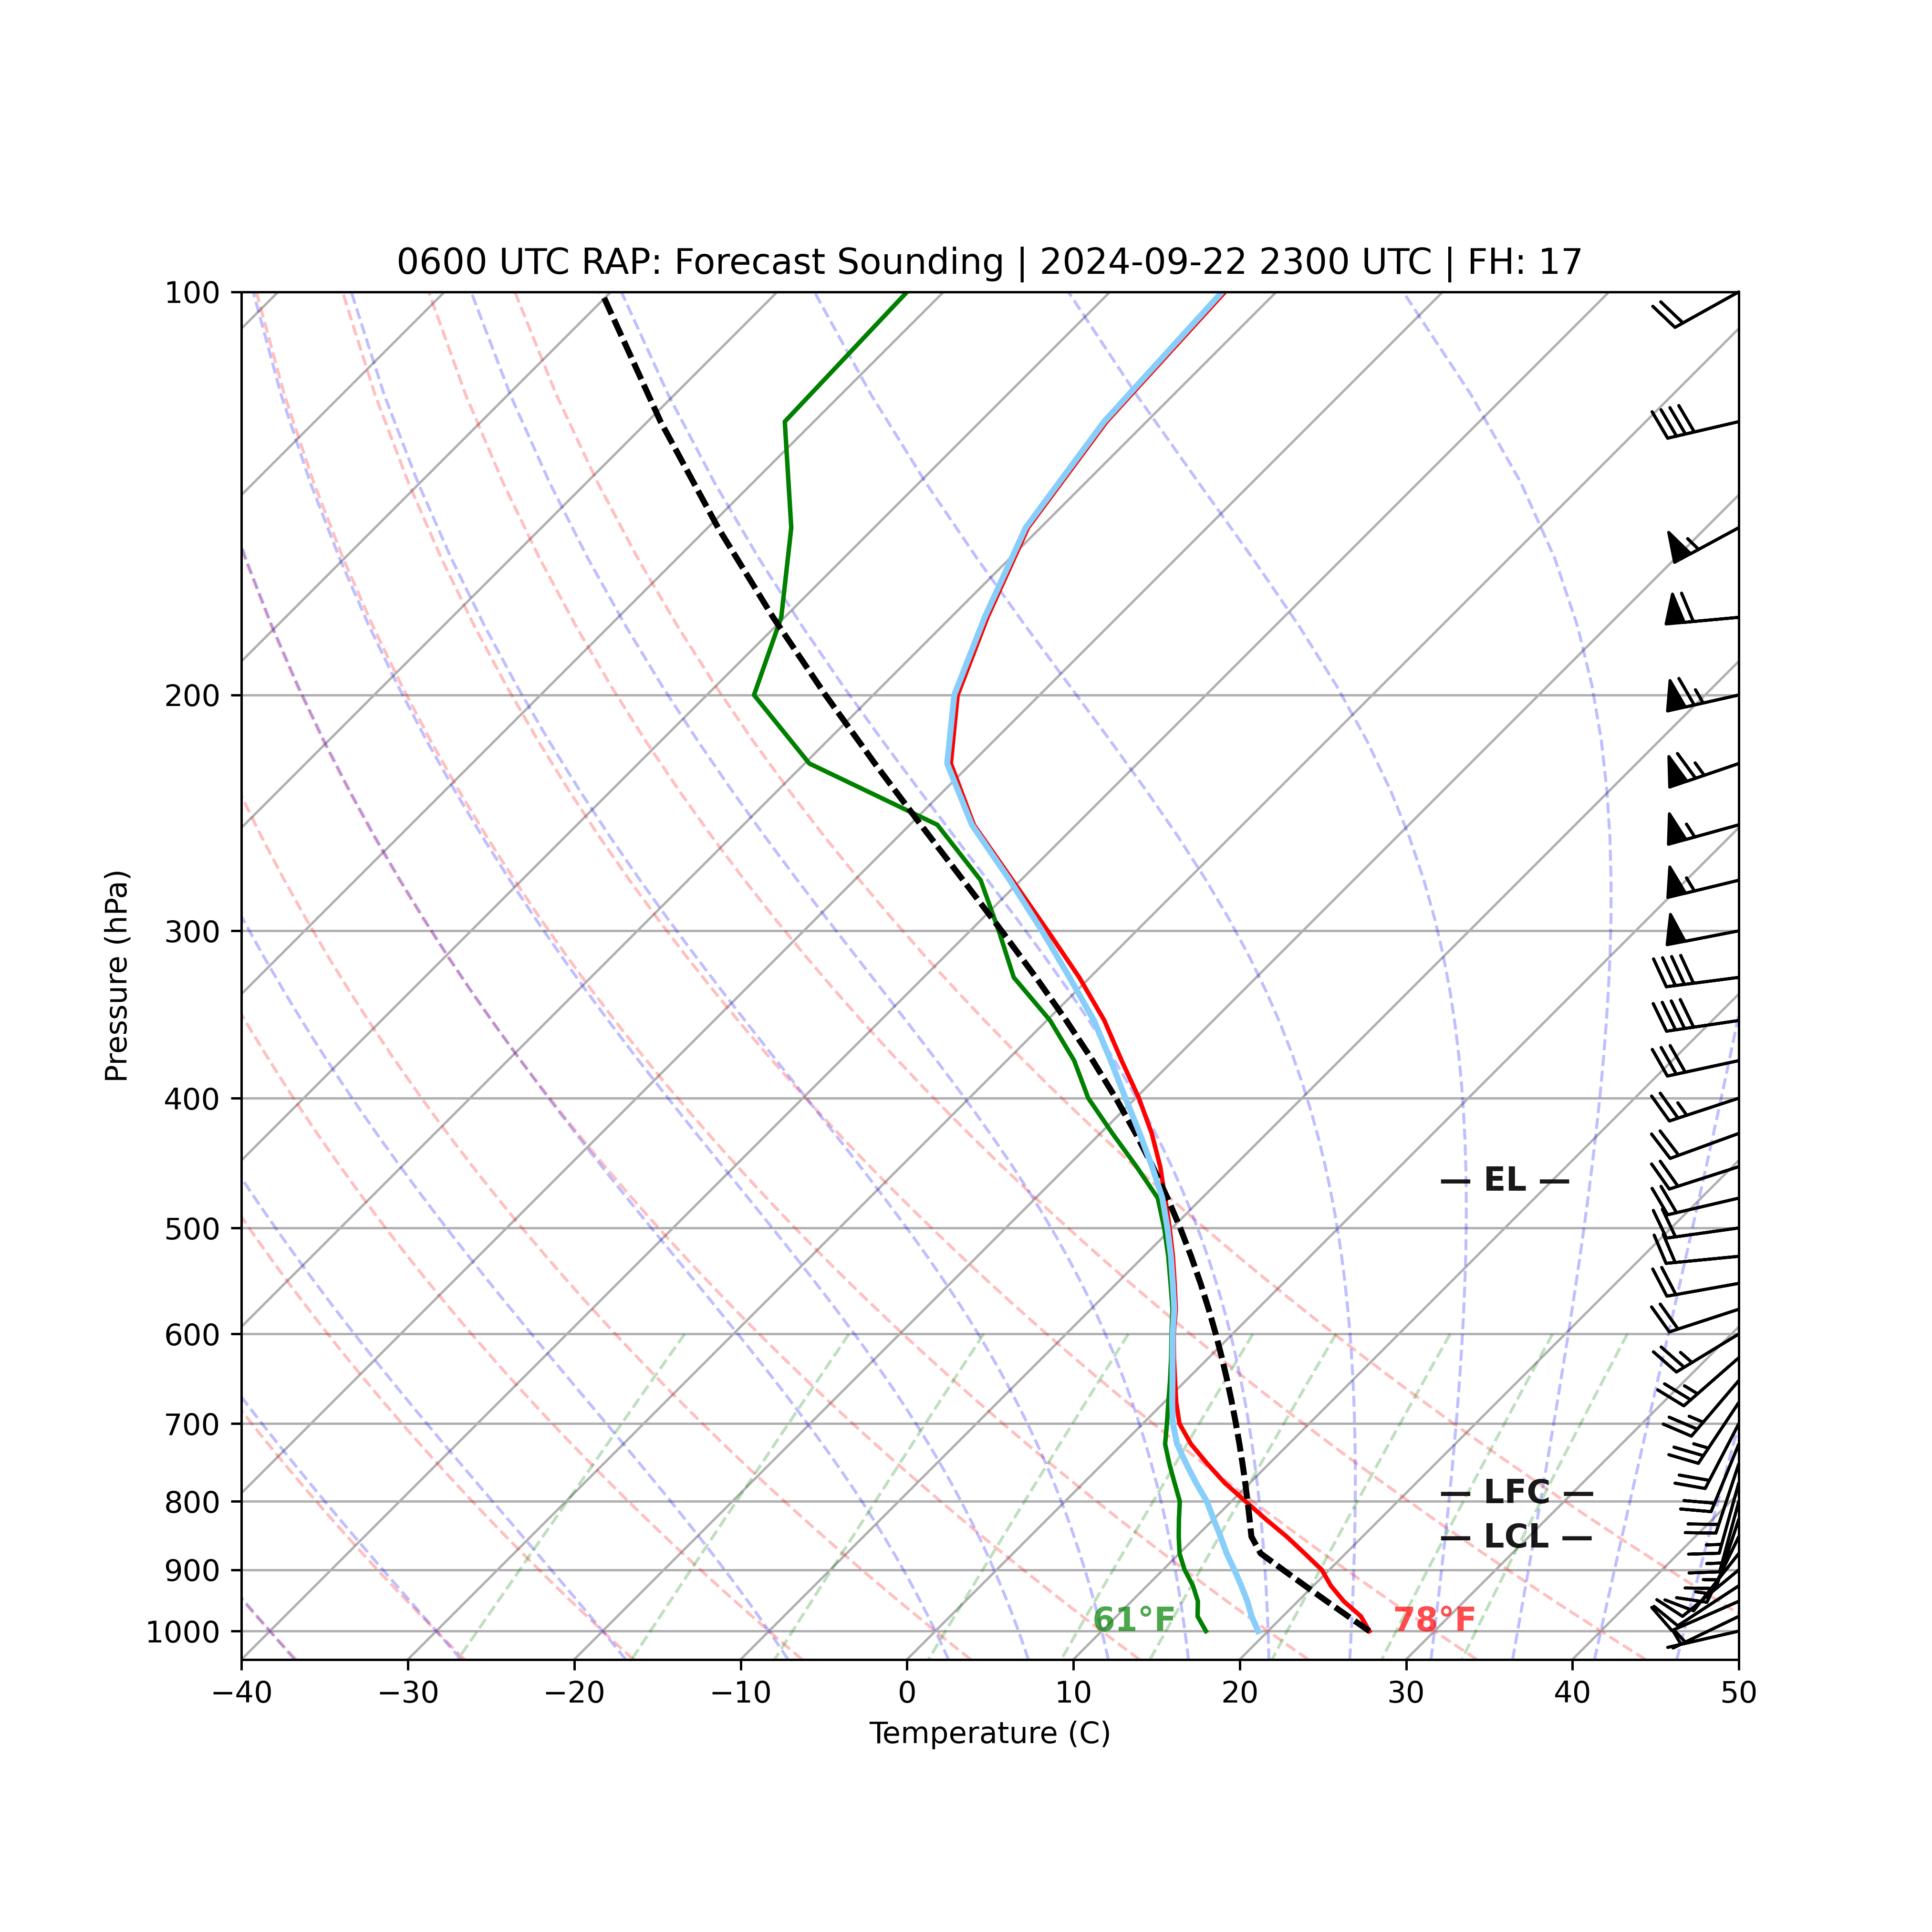 0600 UTC RAP: Forecast Sounding | 2024-09-22 2300 UTC | FH: 17
100
200
300
400
500
600
700
800
900
1000
Pressure (hPa)
— EL —
— LFC —
— LCL —
61°F
78°F
−40 −30 −20 −10 0 10 20 30 40 50
Temperature (C)